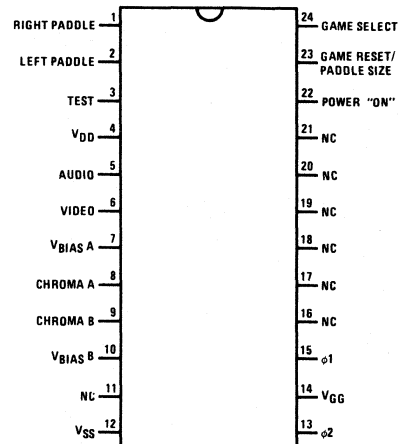 RIGHT PADDLE 1
24 GAME SELECT
LEFT PADDLE 2
23 GAME RESET/
PADDLE SIZE
TEST 3
22 POWER "ON"
VDD 4
21 NC
AUDIO 5
20 NC
VIDEO 6
19 NC
VBIAS A 7
18 NC
CHROMA A 8
17 NC
CHROMA B 9
16 NC
VBIAS B 10
15 φ1
NC 11
14 VGG
VSS 12
13 φ2